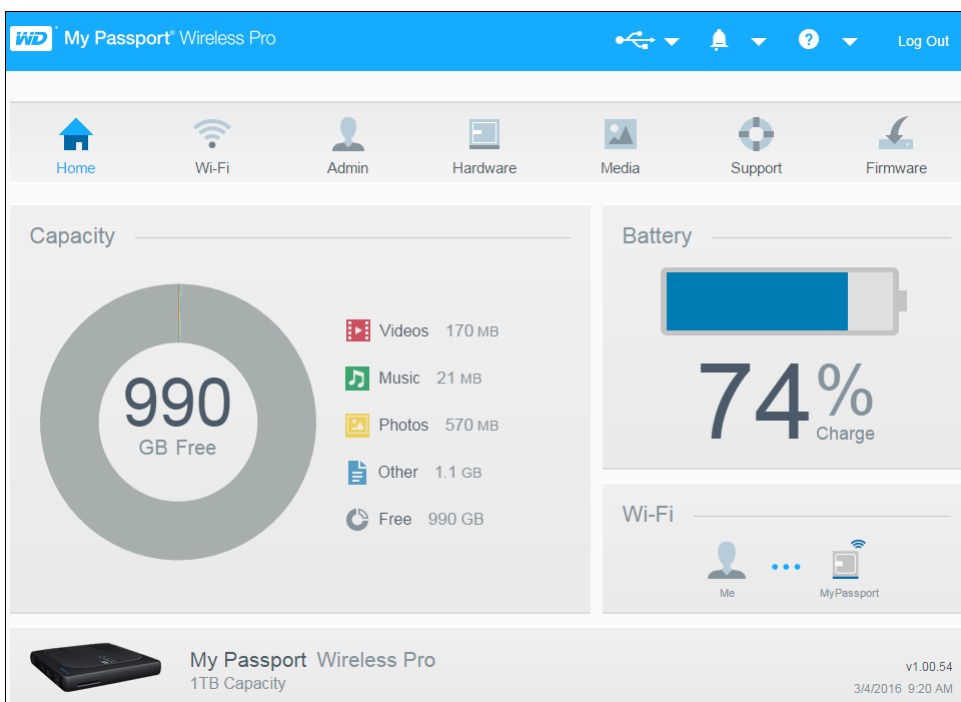 WD My Passport® Wireless Pro
Log Out
Home
Wi-Fi
Admin
Hardware
Media
Support
Firmware
Capacity
990
GB Free
Videos 170 MB
Music 21 MB
Photos 570 MB
Other 1.1 GB
Free 990 GB
Battery
74%
Charge
Wi-Fi
Me
MyPassport
My Passport Wireless Pro
1TB Capacity
v1.00.54
3/4/2016 9:20 AM